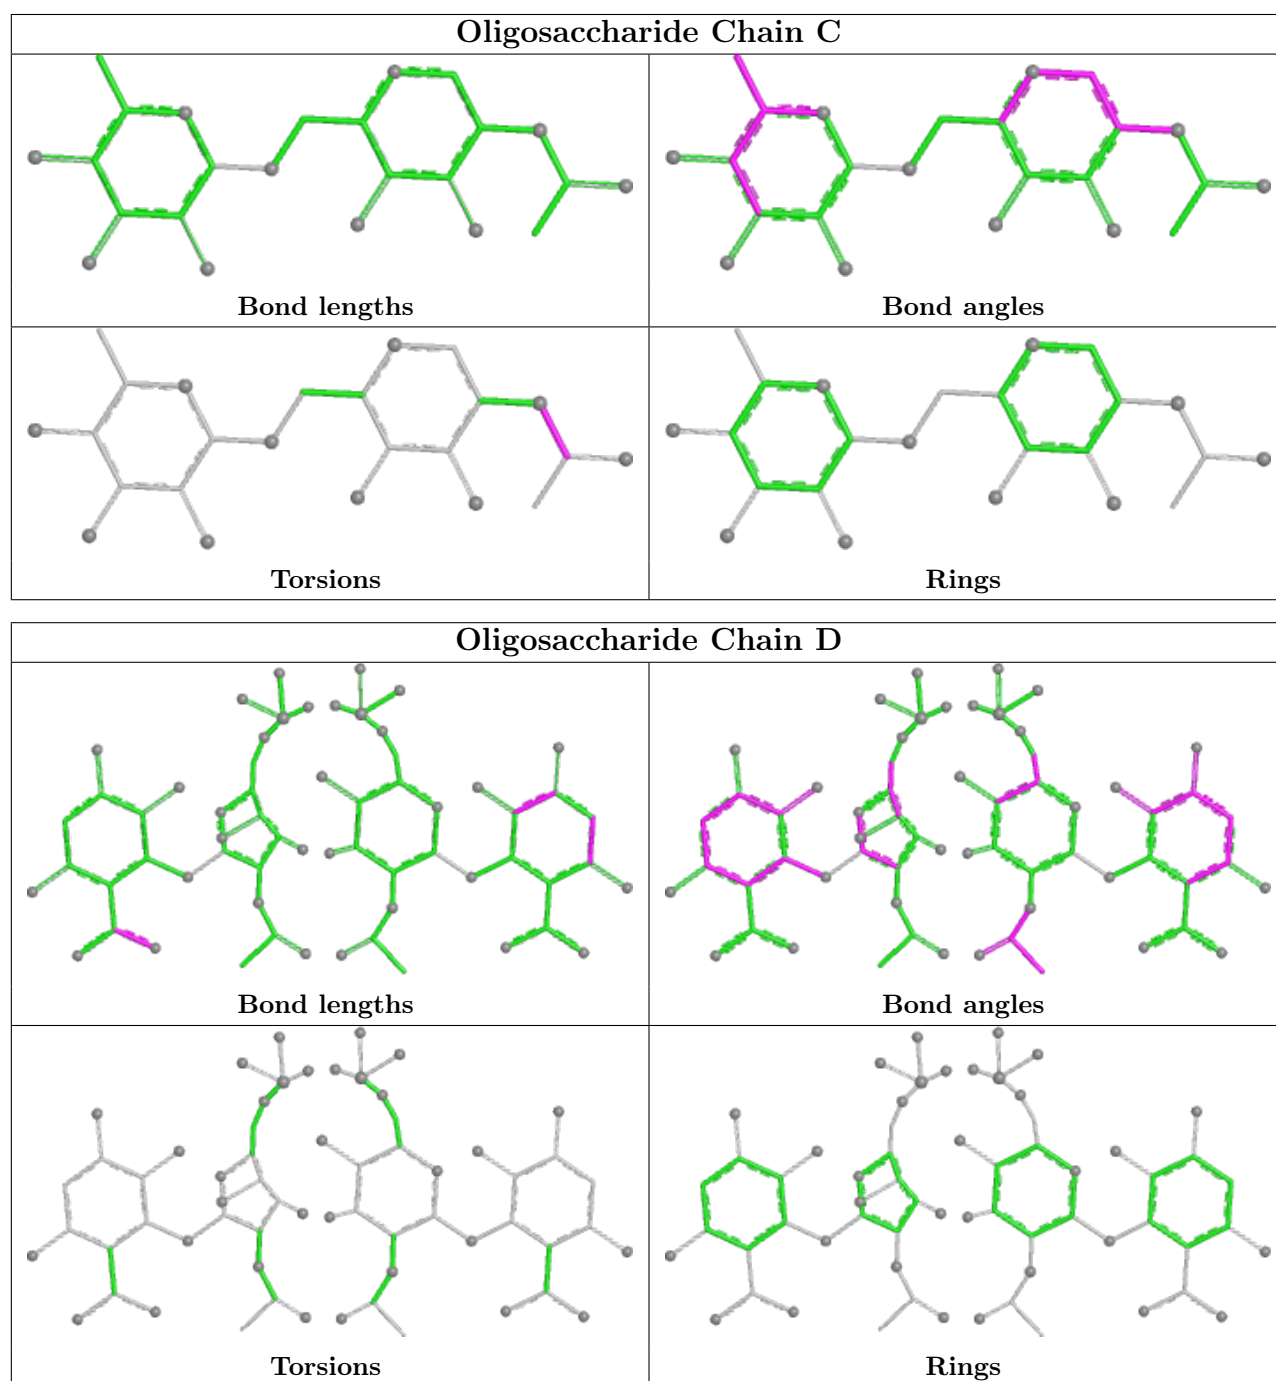 Oligosaccharide Chain C
Bond lengths
Bond angles
Torsions
Rings
Oligosaccharide Chain D
Bond lengths
Bond angles
Torsions
Rings